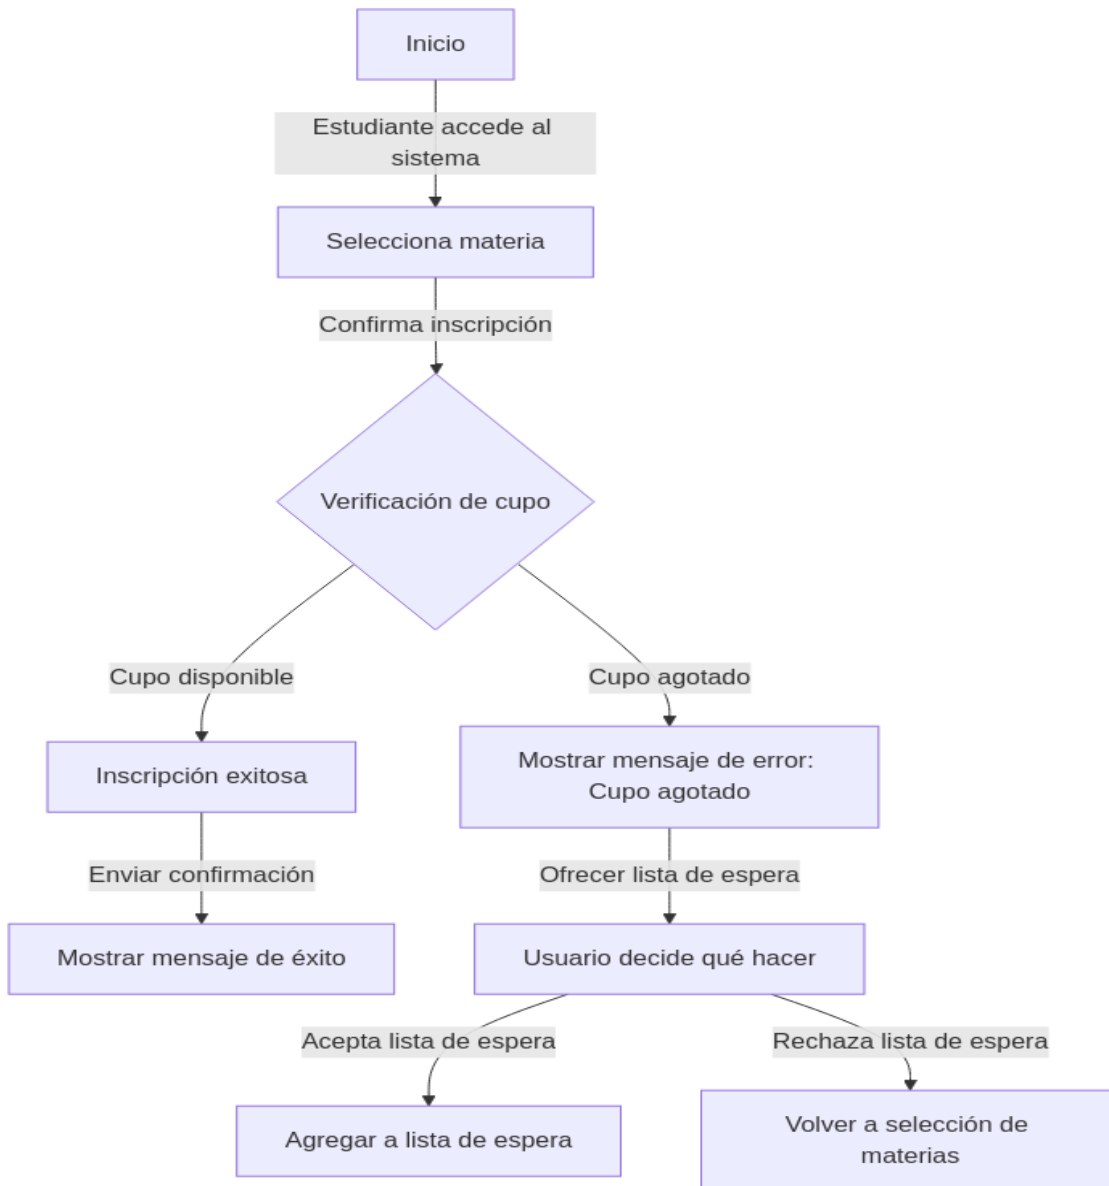 Inicio
Estudiante accede al
sistema
Selecciona materia
Confirma inscripción
Verificación de cupo
Cupo disponible
Cupo agotado
Inscripción exitosa
Mostrar mensaje de error:
Cupo agotado
Enviar confirmación
Ofrecer lista de espera
Mostrar mensaje de éxito
Usuario decide qué hacer
Acepta lista de espera
Rechaza lista de espera
Agregar a lista de espera
Volver a selección de
materias